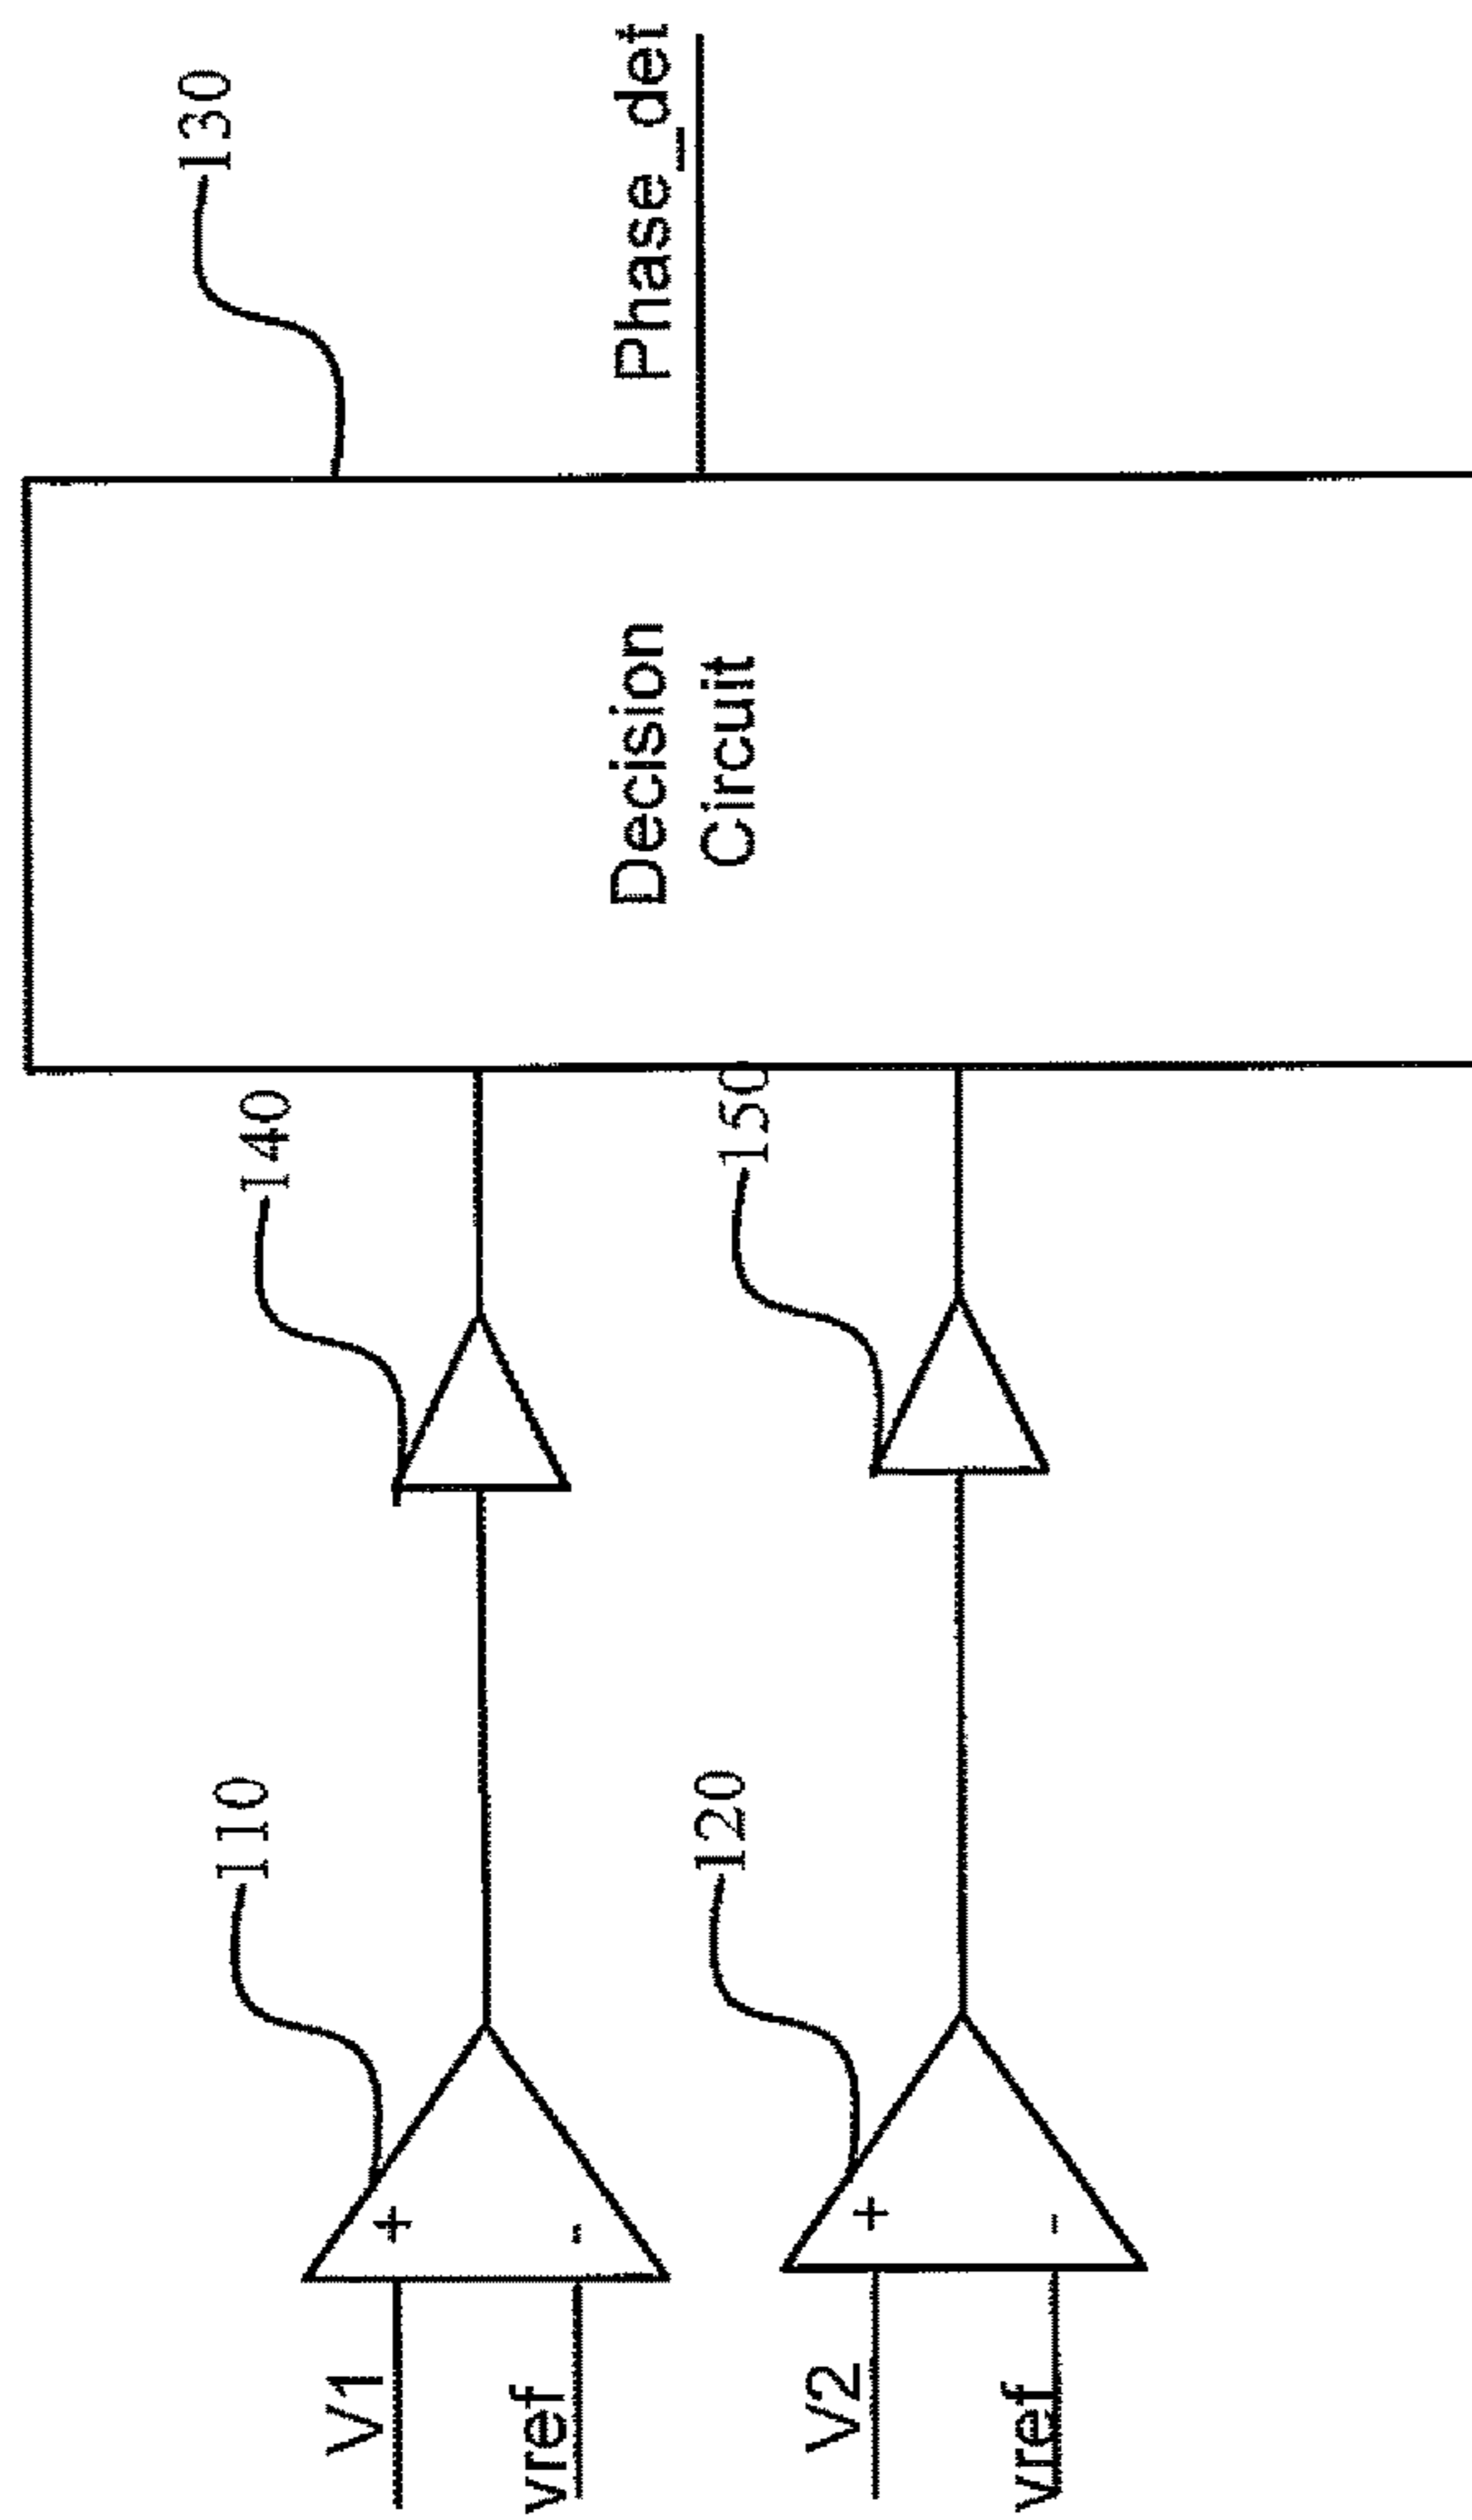 130
Phase_det
Decision
Circuit
140
150
110
120
V1
vref
V2
vref
+
-
+
-